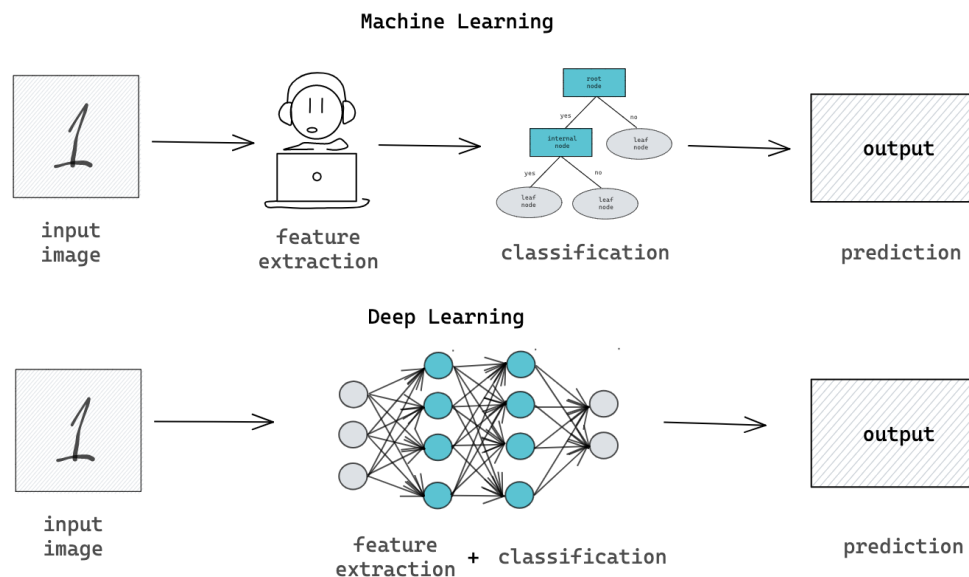 Machine Learning
1
root
node
yes
no
internal
node
leaf
node
yes
no
leaf
node
leaf
node
output
input
image
feature
extraction
classification
prediction
Deep Learning
1
output
input
image
feature
extraction + classification
prediction